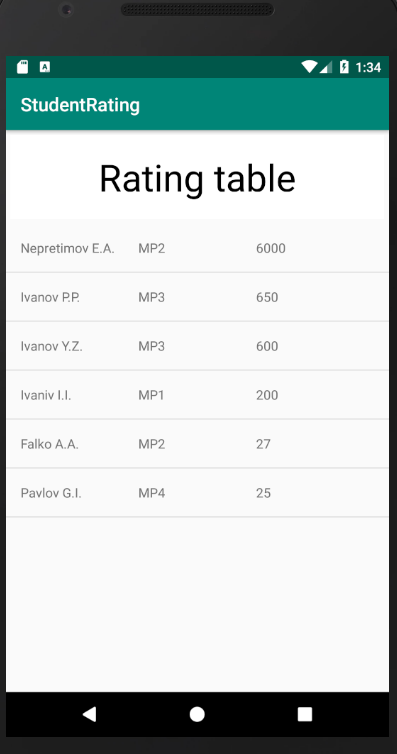 1:34
StudentRating
Rating table
Nepretimov E.A. MP2 6000
Ivanov P.P. MP3 650
Ivanov Y.Z. MP3 600
Ivaniv I.I. MP1 200
Falko A.A. MP2 27
Pavlov G.I. MP4 25